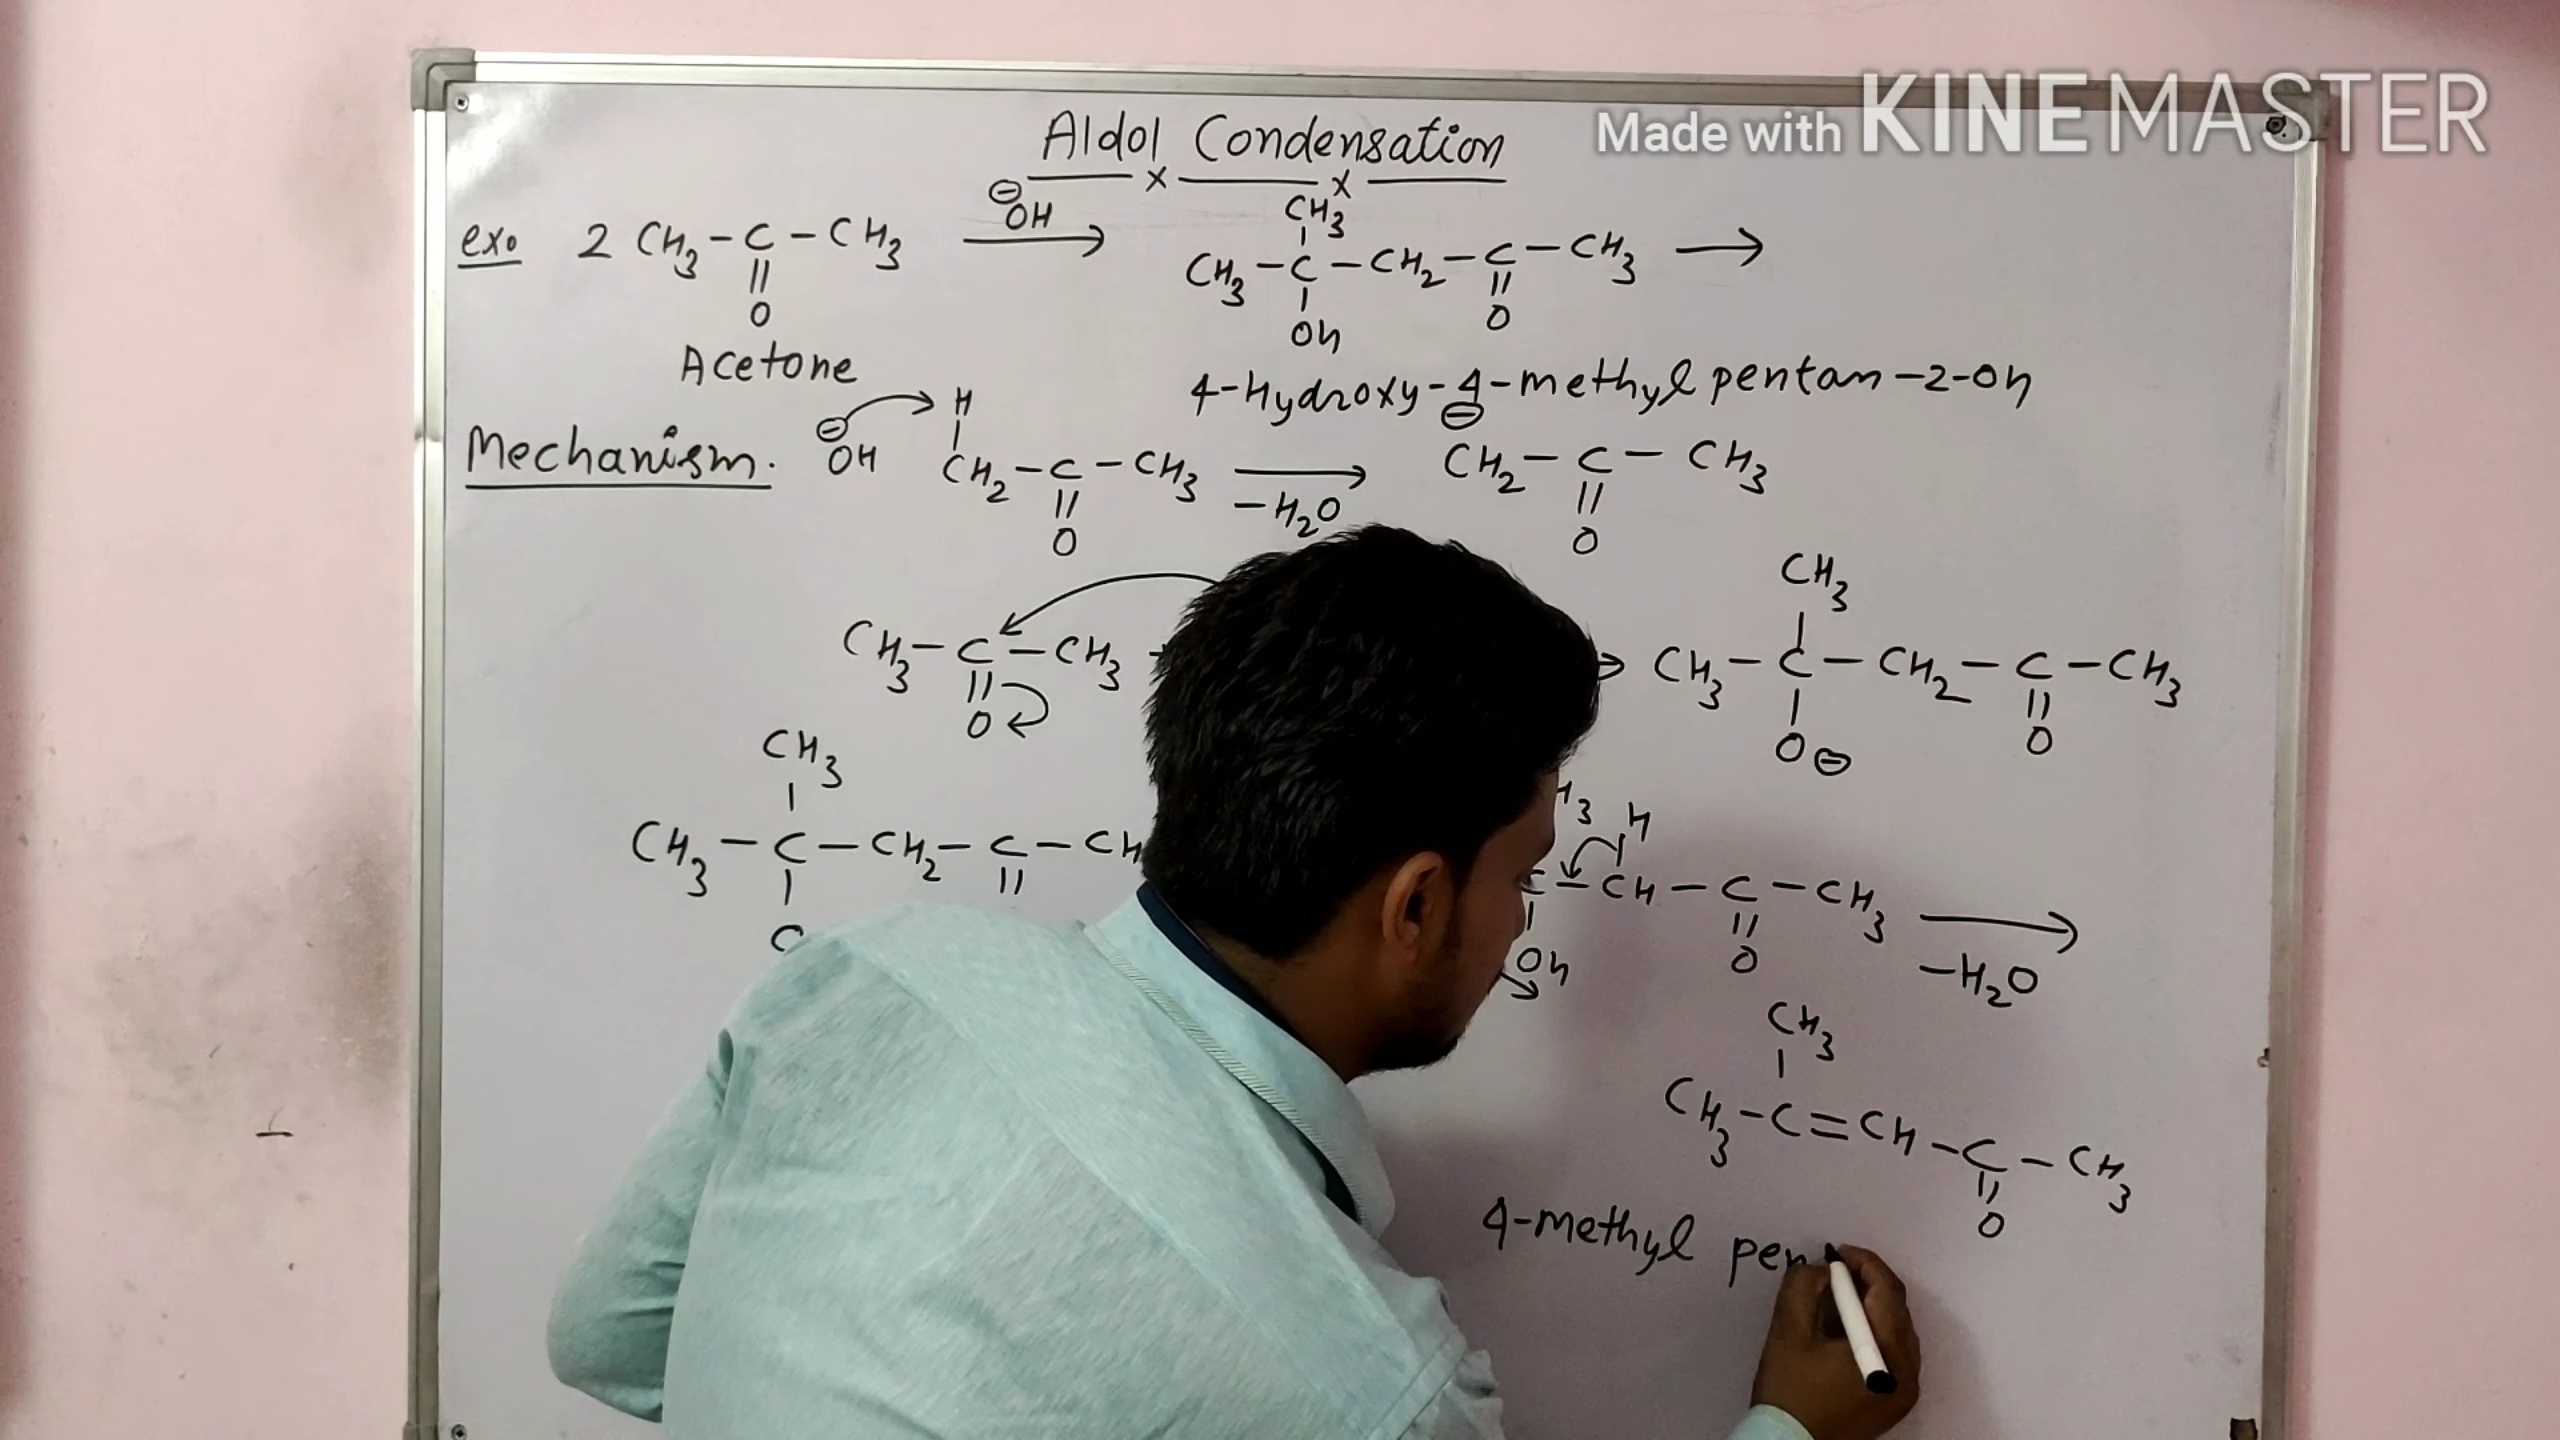 Made with KINEMASTER
Aldol Condensation
ex. 2 CH3-C-CH3 ⊖OH → CH3-C-CH2-C-CH3 →
CH3
|| | ||
O OH O
Acetone
4-Hydroxy-4-methyl pentan-2-on
Mechanism. ⊖OH H ⊖
CH2-C-CH3 → CH2-C-CH3
|| -H2O ||
O O
CH3
CH3-C-CH3 → CH3-C-CH2-C-CH3
|| | ||
O O⊖ O
CH3 H3 H
CH3-C-CH2-C-CH C-CH-C-CH3 →
| || | || -H2O
OH O
CH3
CH3-C=CH-C-CH3
||
O
4-methyl pen